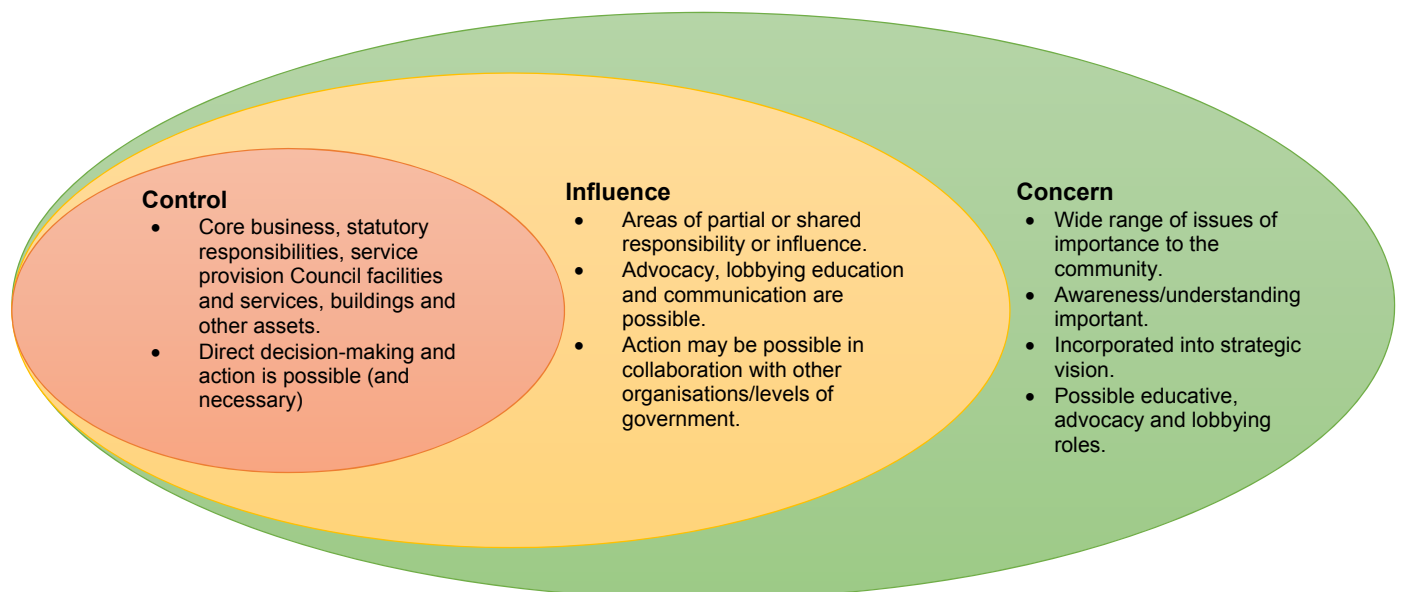 Control
• Core business, statutory
responsibilities, service
provision Council facilities
and services, buildings and
other assets.
• Direct decision-making and
action is possible (and
necessary)
Influence
• Areas of partial or shared
responsibility or influence.
• Advocacy, lobbying education
and communication are
possible.
• Action may be possible in
collaboration with other
organisations/levels of
government.
Concern
• Wide range of issues of
importance to the
community.
• Awareness/understanding
important.
• Incorporated into strategic
vision.
• Possible educative,
advocacy and lobbying
roles.